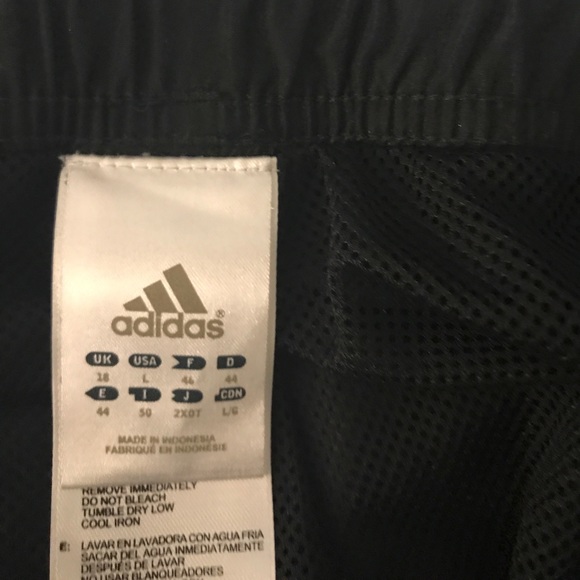 adidas®
UK USA F D
18 L 46 44
E I J CDN
44 50 2XOT L/G
MADE IN INDONESIA
FABRIQUÉ EN INDONÉSIE
REMOVE IMMEDIATELY
DO NOT BLEACH
TUMBLE DRY LOW
COOL IRON
E: LAVAR EN LAVADORA CON AGUA FRIA
SACAR DEL AGUA INMEDIATAMENTE
DESPUÉS DE LAVAR
NO USAR BLANQUEADORES